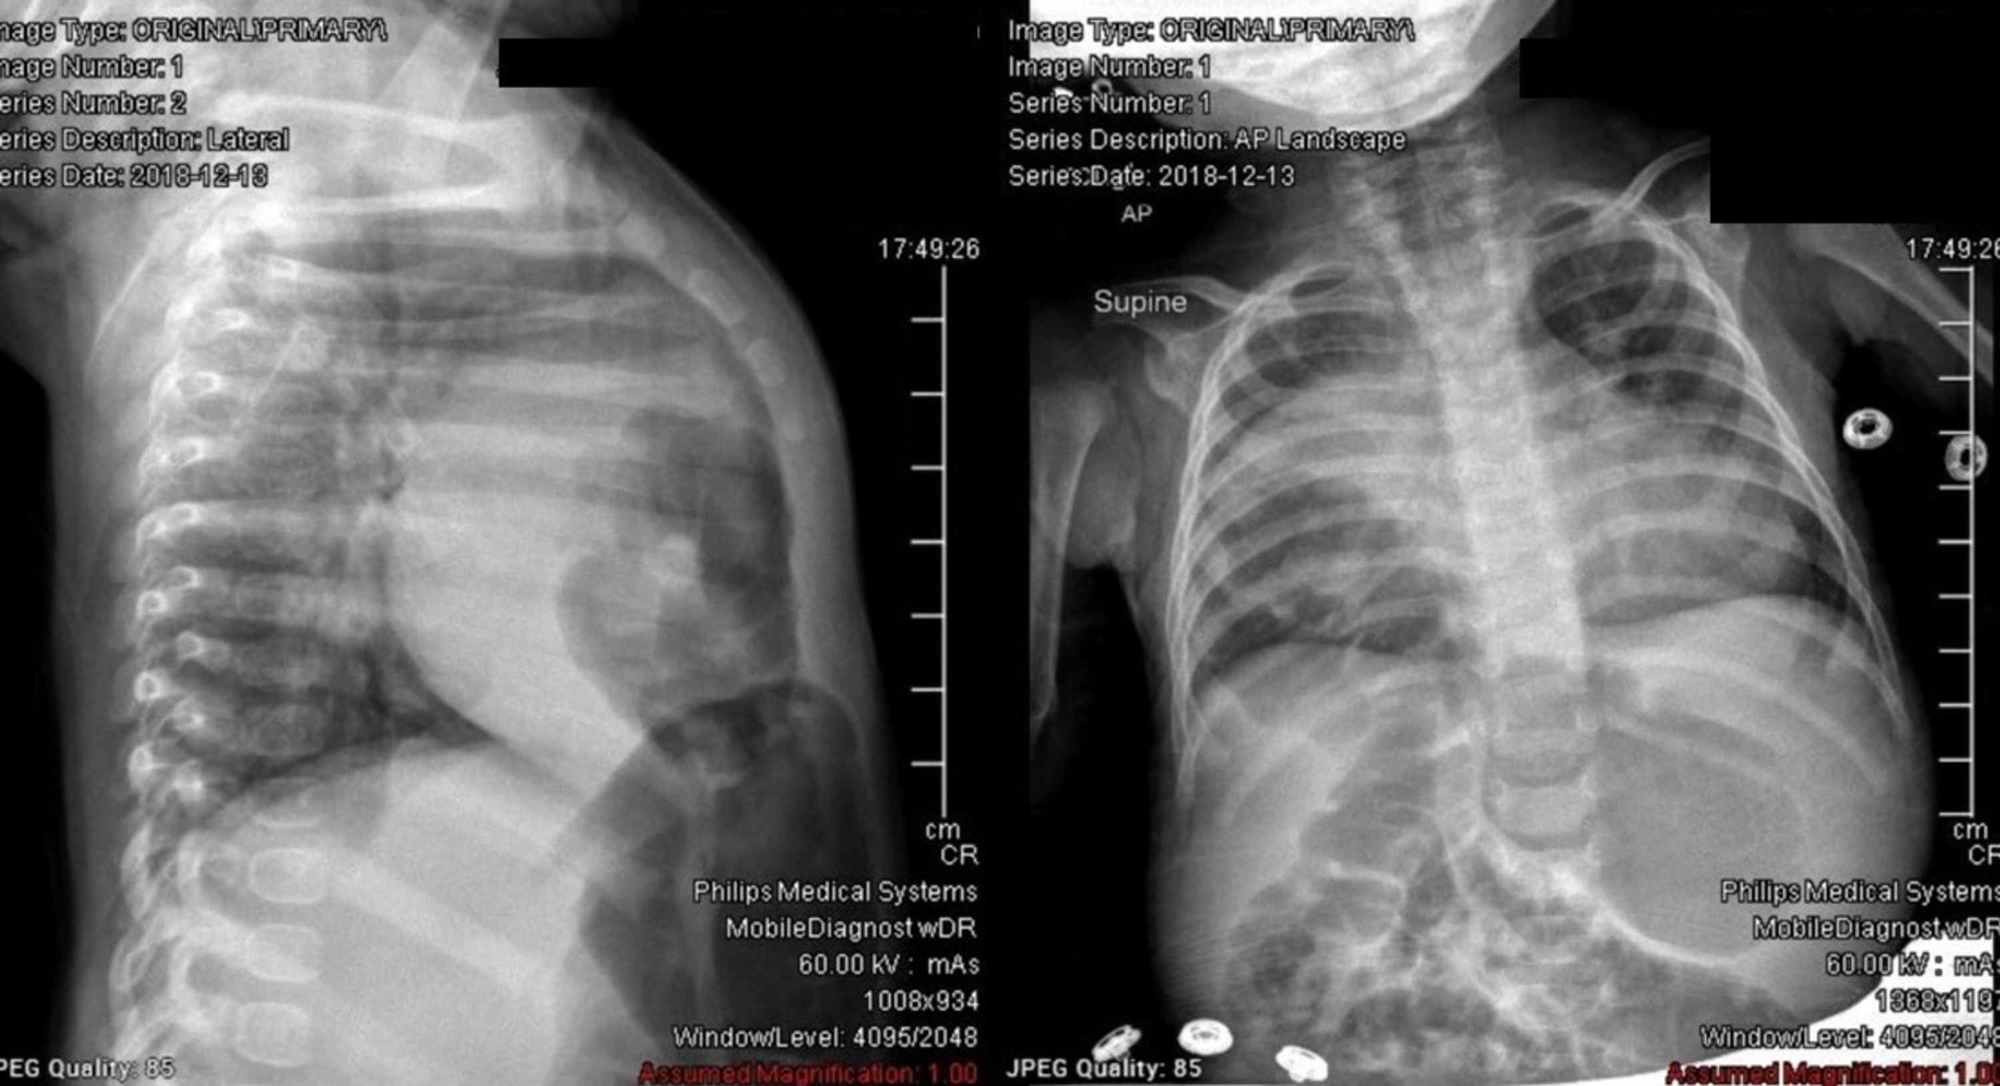 mage Type: ORIGINAL\PRIMARY\
mage Number: 1
eries Number: 2
eries Description: Lateral
eries Date: 2018-12-13
17:49:26
cm
CR
Philips Medical Systems
MobileDiagnost wDR
60.00 kV : mAs
1008x934
Window/Level: 4095/2048
PEG Quality: 85
Assumed Magnification: 1.00
Image Type: ORIGINAL\PRIMARY\
Image Number: 1
Series Number: 1
Series Description: AP Landscape
Series Date: 2018-12-13
AP
Supine
17:49:26
cm
CR
Philips Medical Systems
MobileDiagnost wDR
60.00 kV : mAs
1368x1197
Window/Level: 4095/2048
JPEG Quality: 85
Assumed Magnification: 1.00